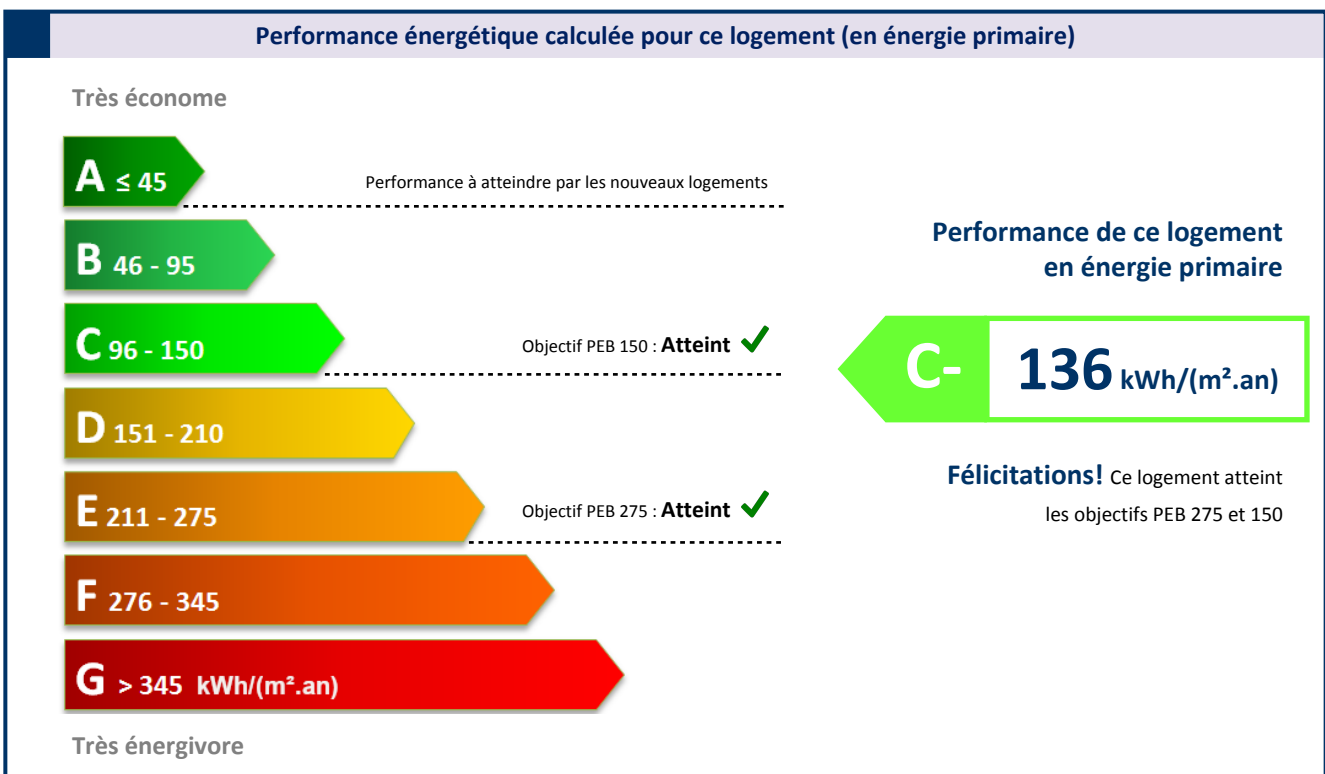 Performance énergétique calculée pour ce logement (en énergie primaire)
Très économe
A ≤ 45
Performance à atteindre par les nouveaux logements
B 46 - 95
C 96 - 150
Objectif PEB 150 : Atteint
D 151 - 210
E 211 - 275
Objectif PEB 275 : Atteint
F 276 - 345
G > 345 kWh/(m².an)
Très énergivore
Performance de ce logement
en énergie primaire
C- 136 kWh/(m².an)
Félicitations! Ce logement atteint
les objectifs PEB 275 et 150